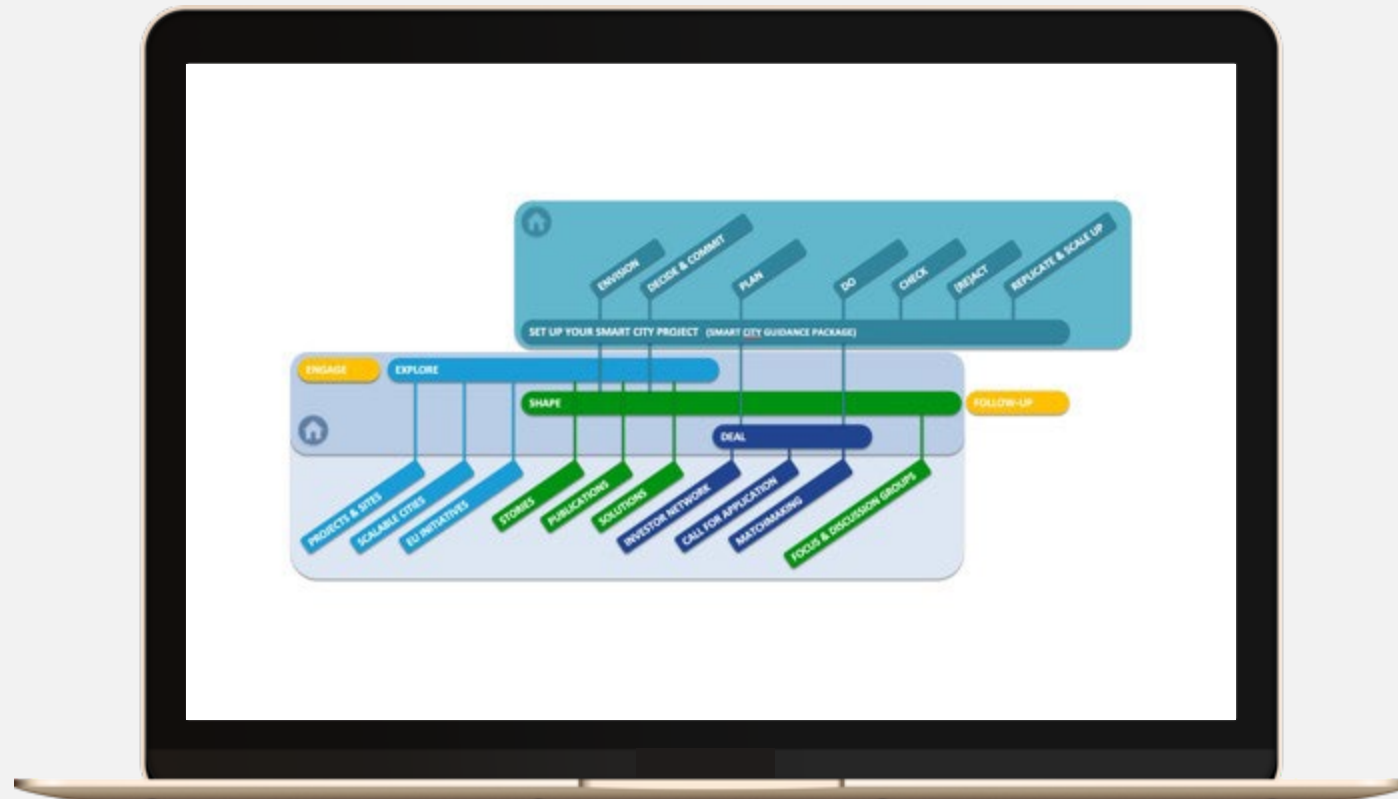 ENVISION
DECIDE & COMMIT
PLAN
DO
CHECK
(RE)ACT
REPLICATE & SCALE UP
SET UP YOUR SMART CITY PROJECT (SMART CITY GUIDANCE PACKAGE)
ENGAGE
EXPLORE
SHAPE
FOLLOW-UP
DEAL
PROJECTS & SITES
SCALABLE CITIES
EU INITIATIVES
STORIES
PUBLICATIONS
SOLUTIONS
INVESTOR NETWORK
CALL FOR APPLICATION
MATCHMAKING
FOCUS & DISCUSSION GROUPS